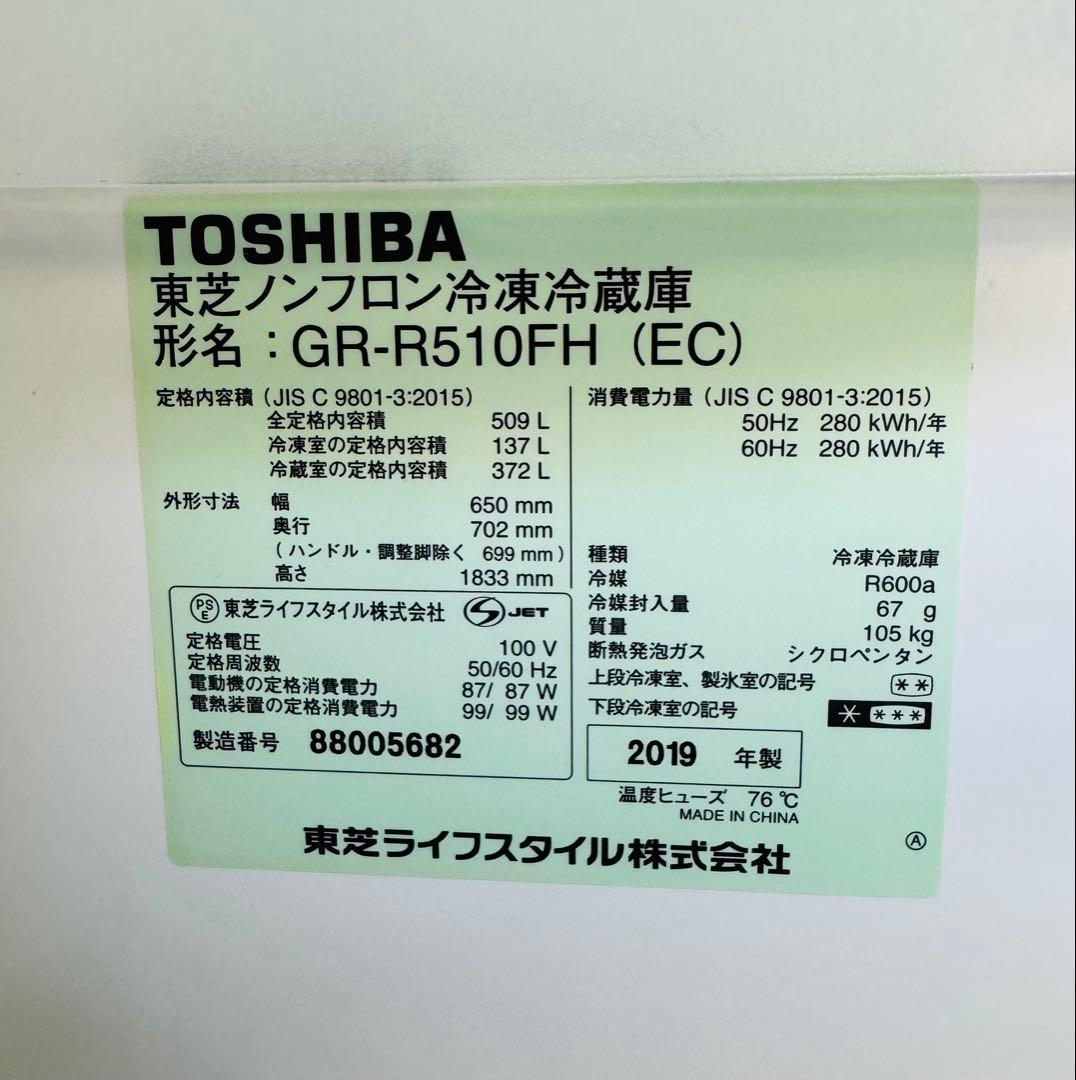 TOSHIBA
東芝ノンフロン冷凍冷蔵庫
形名：GR-R510FH（EC）
定格内容積（JIS C 9801-3:2015）
全定格内容積 509 L
冷凍室の定格内容積 137 L
冷蔵室の定格内容積 372 L
外形寸法 幅 650 mm
奥行 702 mm
（ハンドル・調整脚除く 699 mm）
高さ 1833 mm
PSE 東芝ライフスタイル株式会社 S JET
定格電圧 100 V
定格周波数 50/60 Hz
電動機の定格消費電力 87/ 87 W
電熱装置の定格消費電力 99/ 99 W
製造番号 88005682
消費電力量（JIS C 9801-3:2015）
50Hz 280 kWh/年
60Hz 280 kWh/年
種類 冷凍冷蔵庫
冷媒 R600a
冷媒封入量 67 g
質量 105 kg
断熱発泡ガス シクロペンタン
上段冷凍室、製氷室の記号 **
下段冷凍室の記号 * ***
2019 年製
温度ヒューズ 76 ℃
MADE IN CHINA
東芝ライフスタイル株式会社
Ⓐ